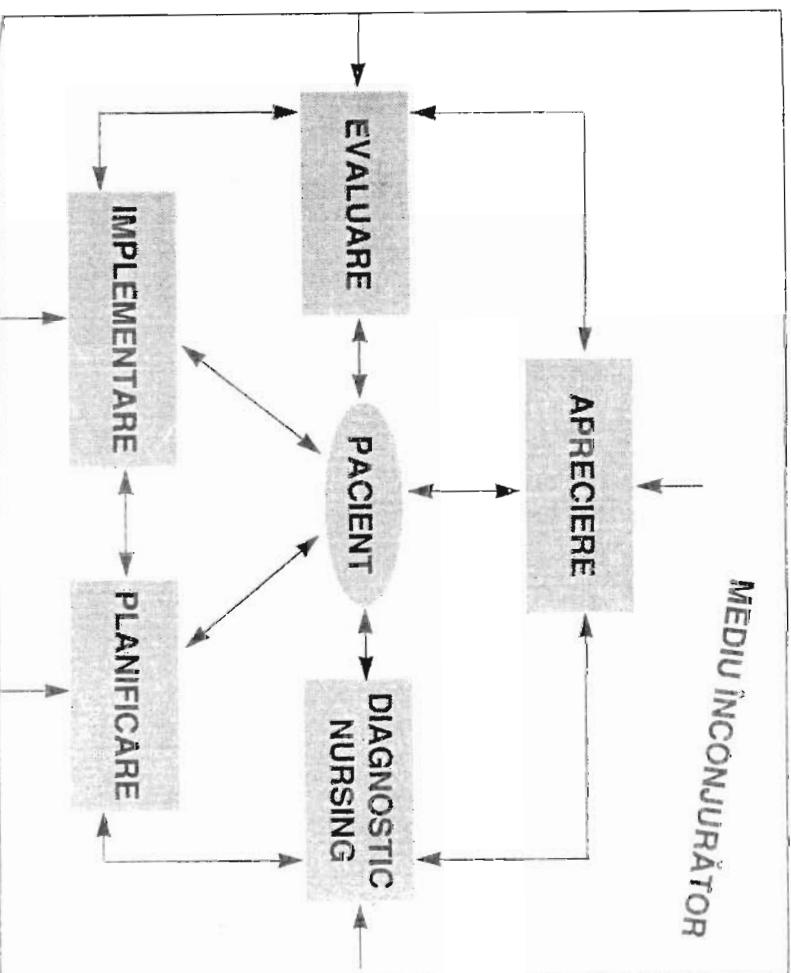 MEDIU ÎNCONJURĂTOR
APRECIERE
EVALUARE
PACIENT
DIAGNOSTIC
NURSING
IMPLEMENTARE
PLANIFICARE